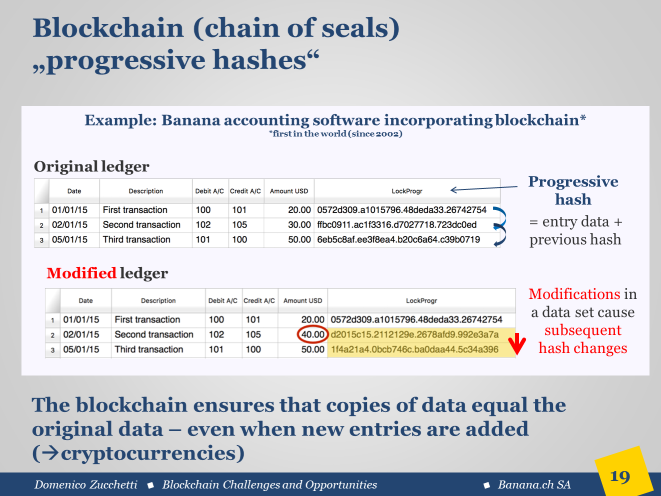 Blockchain (chain of seals)
„progressive hashes“
Example: Banana accounting software incorporating blockchain*
*first in the world (since 2002)
Original ledger
Date Description Debit A/C Credit A/C Amount USD LockProgr
1 01/01/15 First transaction 100 101 20.00 0572d309.a1015796.48deda33.26742754
2 02/01/15 Second transaction 102 105 30.00 ffbc0911.ac1f3316.d7027718.723dc0ed
3 05/01/15 Third transaction 101 100 50.00 6eb5c8af.ee3f8ea4.b20c6a64.c39b0719
Progressive
hash
= entry data +
previous hash
Modified ledger
Date Description Debit A/C Credit A/C Amount USD LockProgr
1 01/01/15 First transaction 100 101 20.00 0572d309.a1015796.48deda33.26742754
2 02/01/15 Second transaction 102 105 40.00 d2015c15.2112129e.2678afd9.992e3a7a
3 05/01/15 Third transaction 101 100 50.00 1f4a21a4.0bcb746c.ba0daa44.5c34a396
Modifications in
a data set cause
subsequent
hash changes
The blockchain ensures that copies of data equal the
original data – even when new entries are added
(→cryptocurrencies)
Domenico Zucchetti ■ Blockchain Challenges and Opportunities ■ Banana.ch SA
19